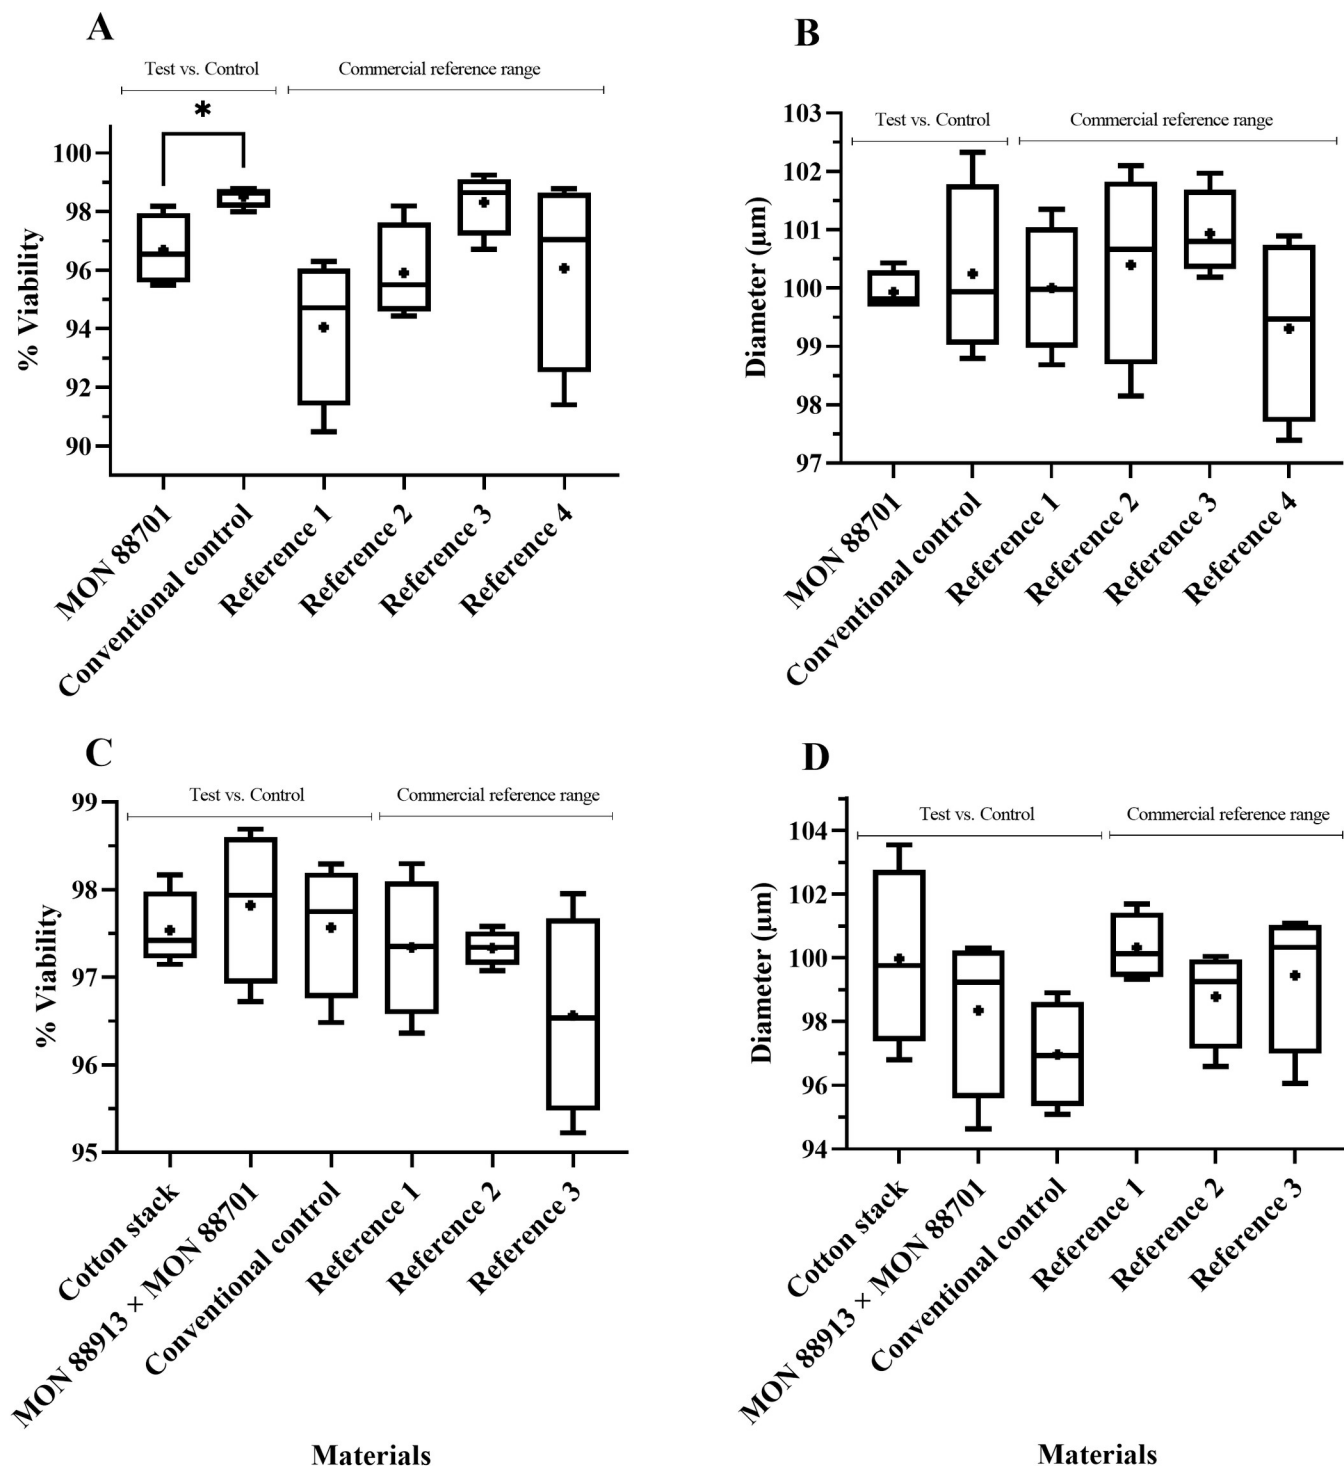 A
Test vs. Control
Commercial reference range
*
% Viability
100
98
96
94
92
90
MON 88701
Conventional control
Reference 1
Reference 2
Reference 3
Reference 4
B
Test vs. Control
Commercial reference range
Diameter (μm)
103
102
101
100
99
98
97
MON 88701
Conventional control
Reference 1
Reference 2
Reference 3
Reference 4
C
Test vs. Control
Commercial reference range
% Viability
99
98
97
96
95
Cotton stack
MON 88913 × MON 88701
Conventional control
Reference 1
Reference 2
Reference 3
Materials
D
Test vs. Control
Commercial reference range
Diameter (μm)
104
102
100
98
96
94
Cotton stack
MON 88913 × MON 88701
Conventional control
Reference 1
Reference 2
Reference 3
Materials